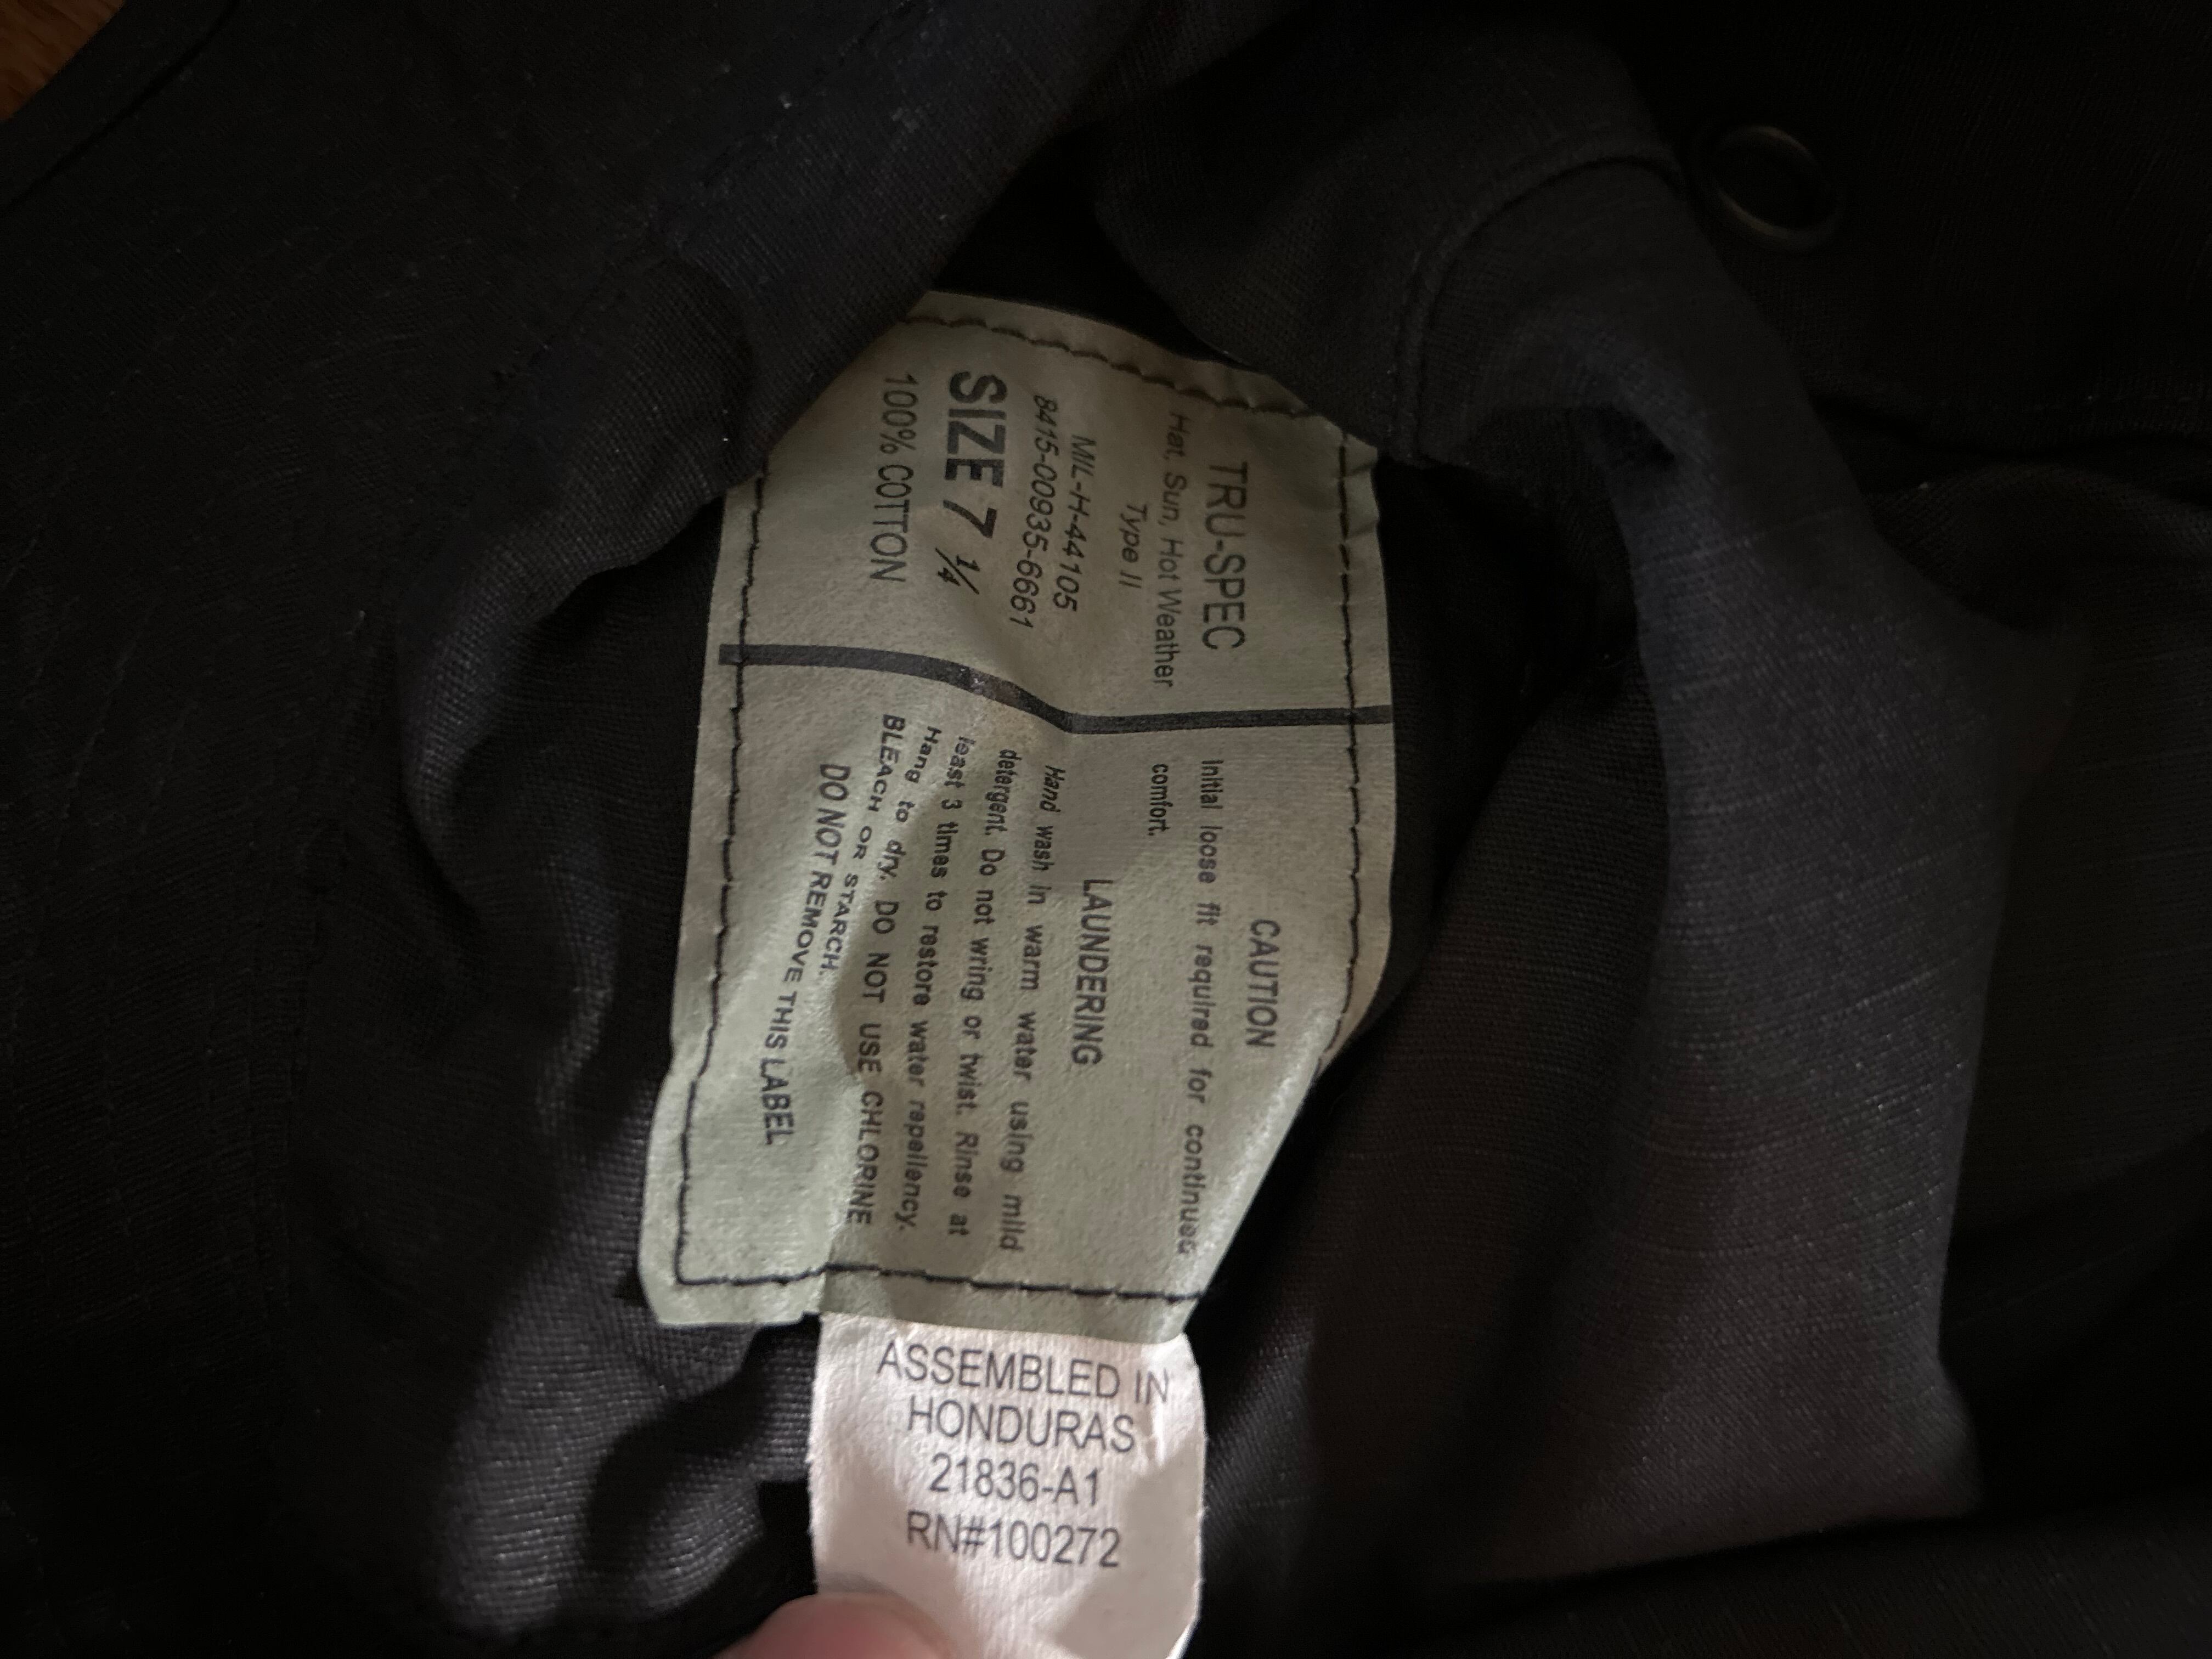 TRU-SPEC
Hat, Sun, Hot Weather
Type II
MIL-H-44105
8415-00935-6661
SIZE 7 1/4
100% COTTON
CAUTION
Initial loose fit required for continued
comfort.
LAUNDERING
Hand wash in warm water using mild
detergent. Do not wring or twist. Rinse at
least 3 times to restore water repellency.
Hang to dry. DO NOT USE CHLORINE
BLEACH OR STARCH.
DO NOT REMOVE THIS LABEL
ASSEMBLED IN
HONDURAS
21836-A1
RN#100272